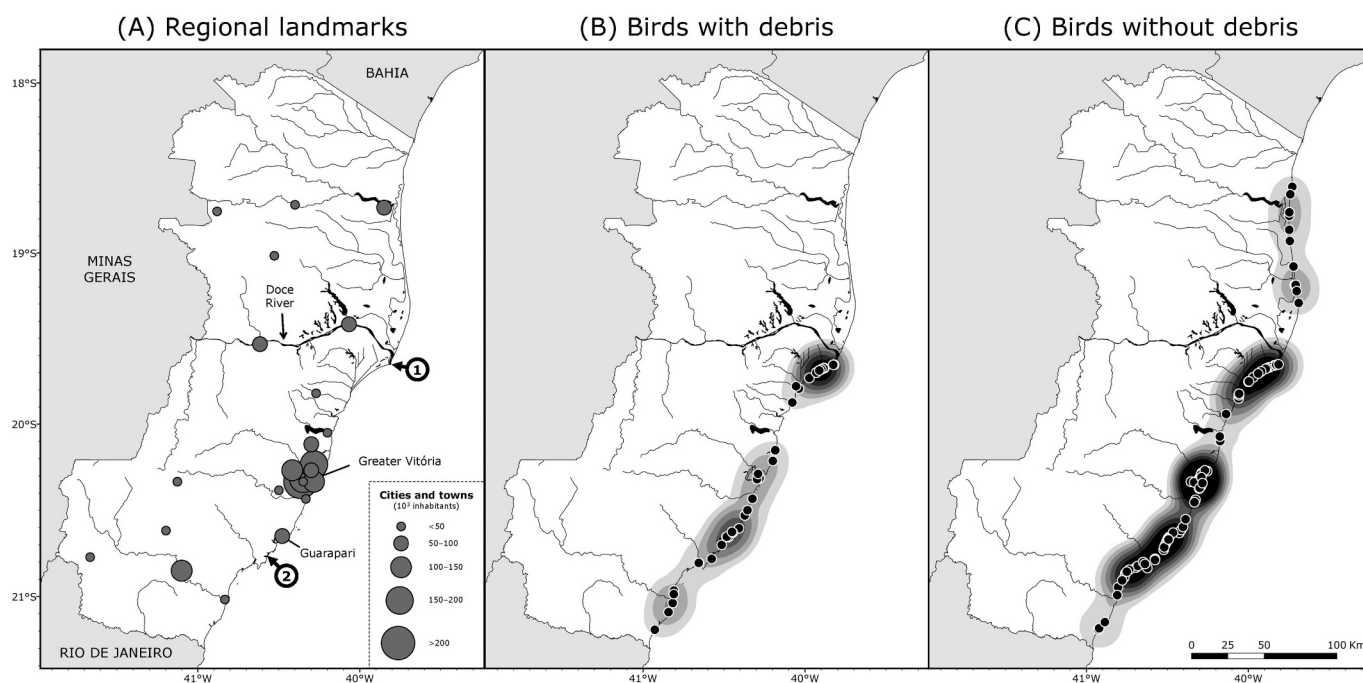 (A) Regional landmarks
(B) Birds with debris
(C) Birds without debris
18°S
19°S
20°S
21°S
BAHIA
MINAS
GERAIS
Doce
River
1
Greater Vitória
Guarapari
2
RIO DE JANEIRO
Cities and towns
(10³ inhabitants)
<50
50–100
100–150
150–200
>200
41°W
40°W
41°W
40°W
41°W
40°W
0
25
50
100 Km